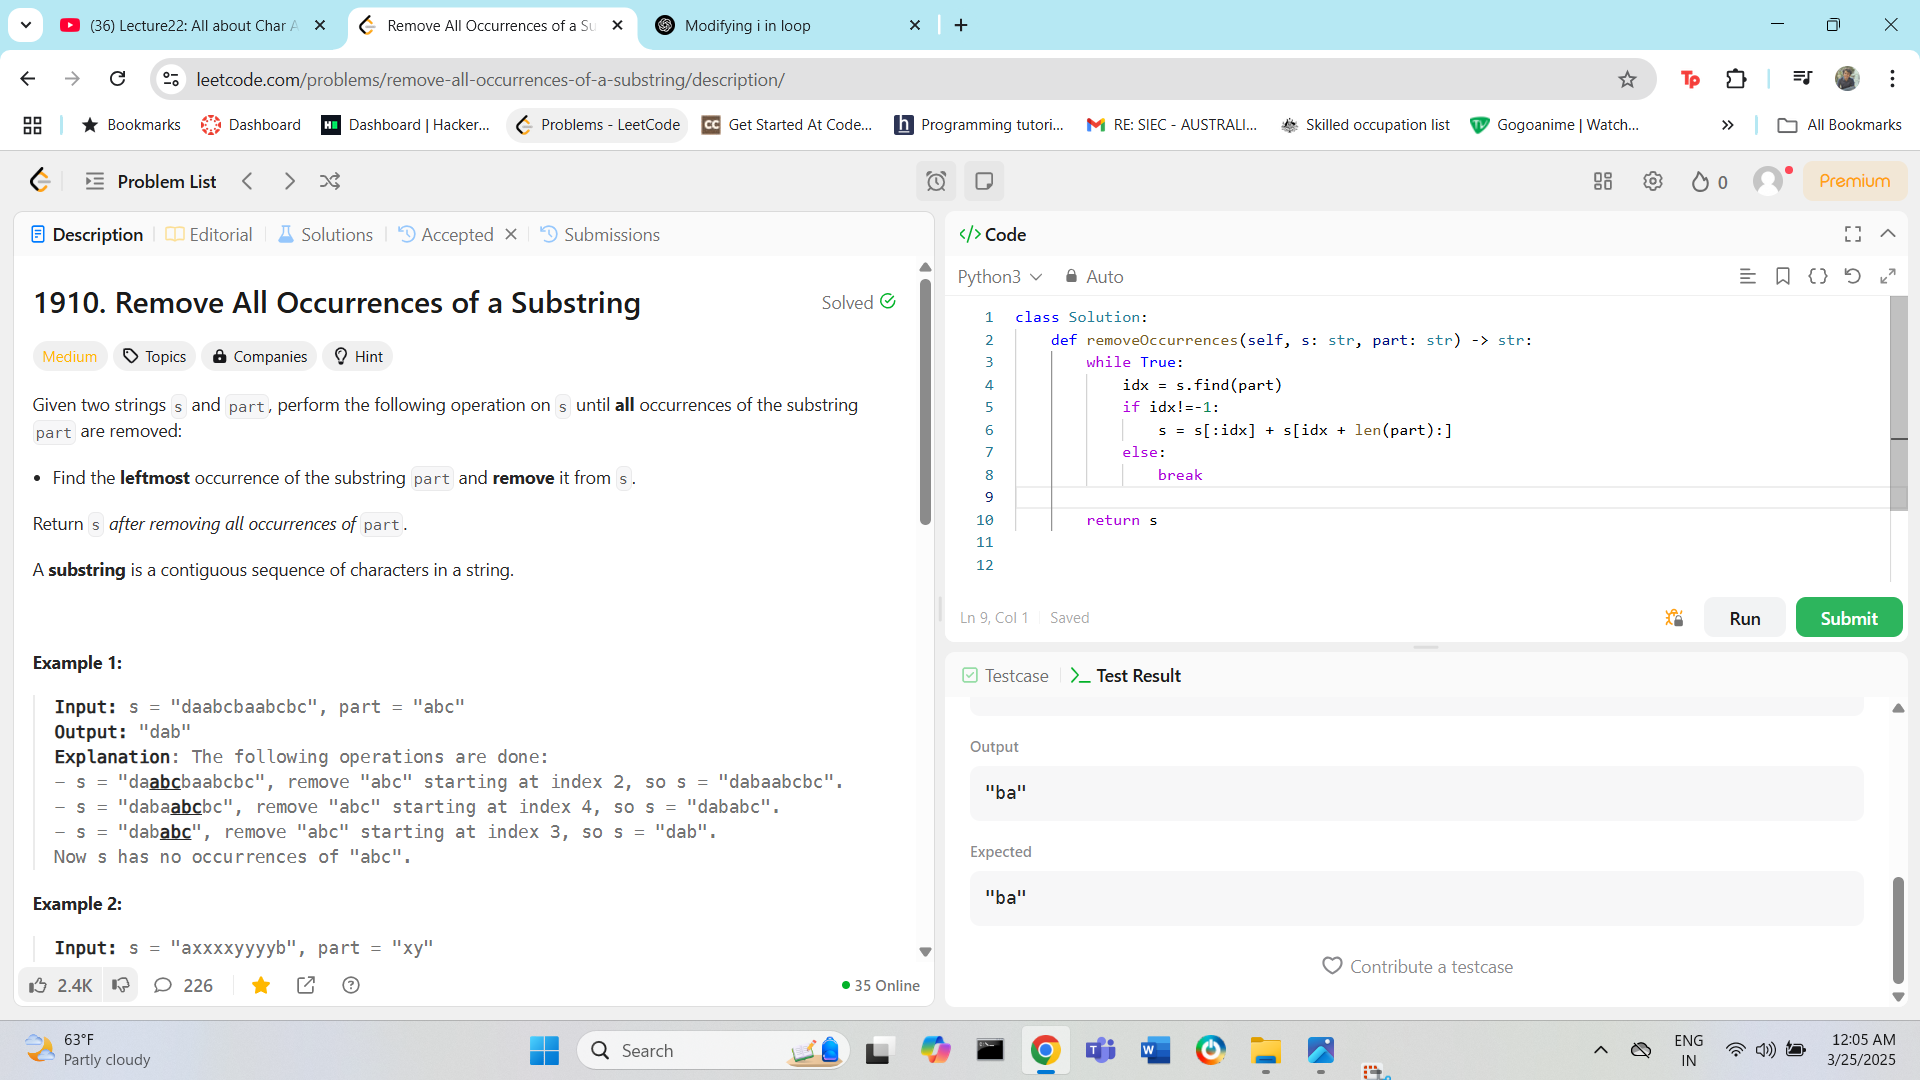 (36) Lecture22: All about Char A
Remove All Occurrences of a Su
Modifying i in loop
leetcode.com/problems/remove-all-occurrences-of-a-substring/description/
Tp
Bookmarks
Dashboard
Dashboard | Hacker...
Problems - LeetCode
Get Started At Code...
Programming tutori...
RE: SIEC - AUSTRALI...
Skilled occupation list
Gogoanime | Watch...
All Bookmarks
Problem List
0
Premium
Description
Editorial
Solutions
Accepted
Submissions
1910. Remove All Occurrences of a Substring
Solved
Medium
Topics
Companies
Hint
Given two strings s and part, perform the following operation on s until all occurrences of the substring
part are removed:
• Find the leftmost occurrence of the substring part and remove it from s.
Return s after removing all occurrences of part.
A substring is a contiguous sequence of characters in a string.
Example 1:
Input: s = "daabcbaabcbc", part = "abc"
Output: "dab"
Explanation: The following operations are done:
- s = "daabcbaabcbc", remove "abc" starting at index 2, so s = "dabaabcbc".
- s = "dabaabcbc", remove "abc" starting at index 4, so s = "dababc".
- s = "dababc", remove "abc" starting at index 3, so s = "dab".
Now s has no occurrences of "abc".
Example 2:
Input: s = "axxxxyyyyb", part = "xy"
2.4K
226
35 Online
</> Code
Python3
Auto
1 class Solution:
2 def removeOccurrences(self, s: str, part: str) -> str:
3 while True:
4 idx = s.find(part)
5 if idx!=-1:
6 s = s[:idx] + s[idx + len(part):]
7 else:
8 break
9
10 return s
11
12
Ln 9, Col 1
Saved
Run
Submit
Testcase
Test Result
Output
"ba"
Expected
"ba"
Contribute a testcase
63°F
Partly cloudy
Search
ENG
IN
12:05 AM
3/25/2025